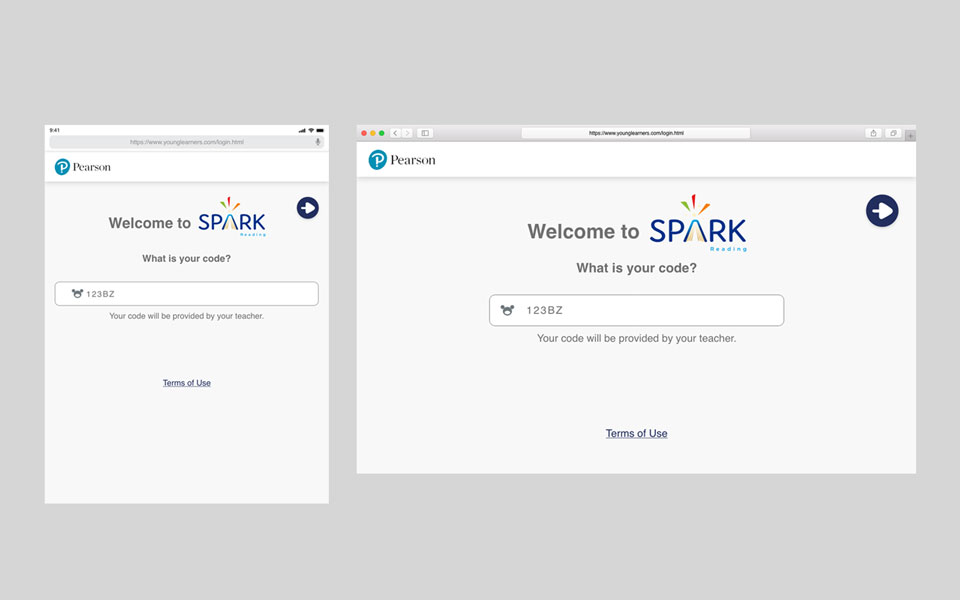 9:41
https://www.younglearners.com/login.html
Pearson
Welcome to SPARK
Reading
What is your code?
123BZ
Your code will be provided by your teacher.
Terms of Use
https://www.younglearners.com/login.html
Pearson
Welcome to SPARK
Reading
What is your code?
123BZ
Your code will be provided by your teacher.
Terms of Use